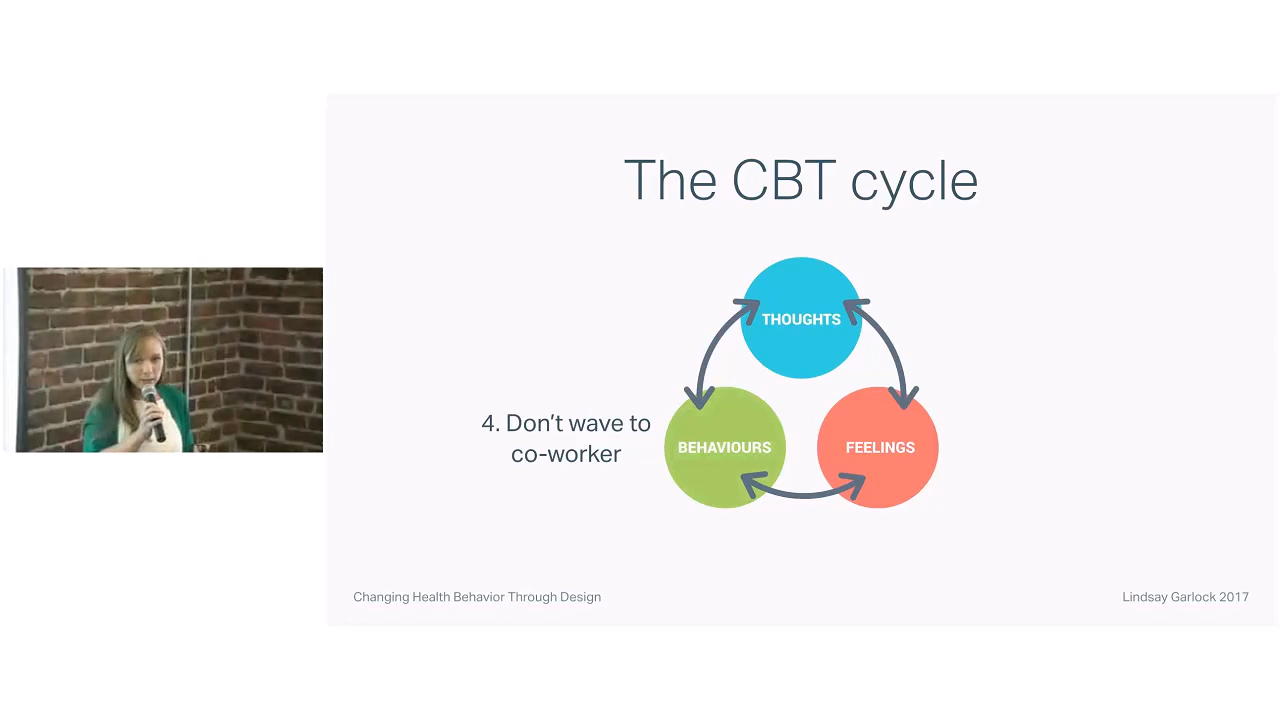 The CBT cycle
THOUGHTS
4. Don't wave to
co-worker
BEHAVIOURS
FEELINGS
Changing Health Behavior Through Design
Lindsay Garlock 2017